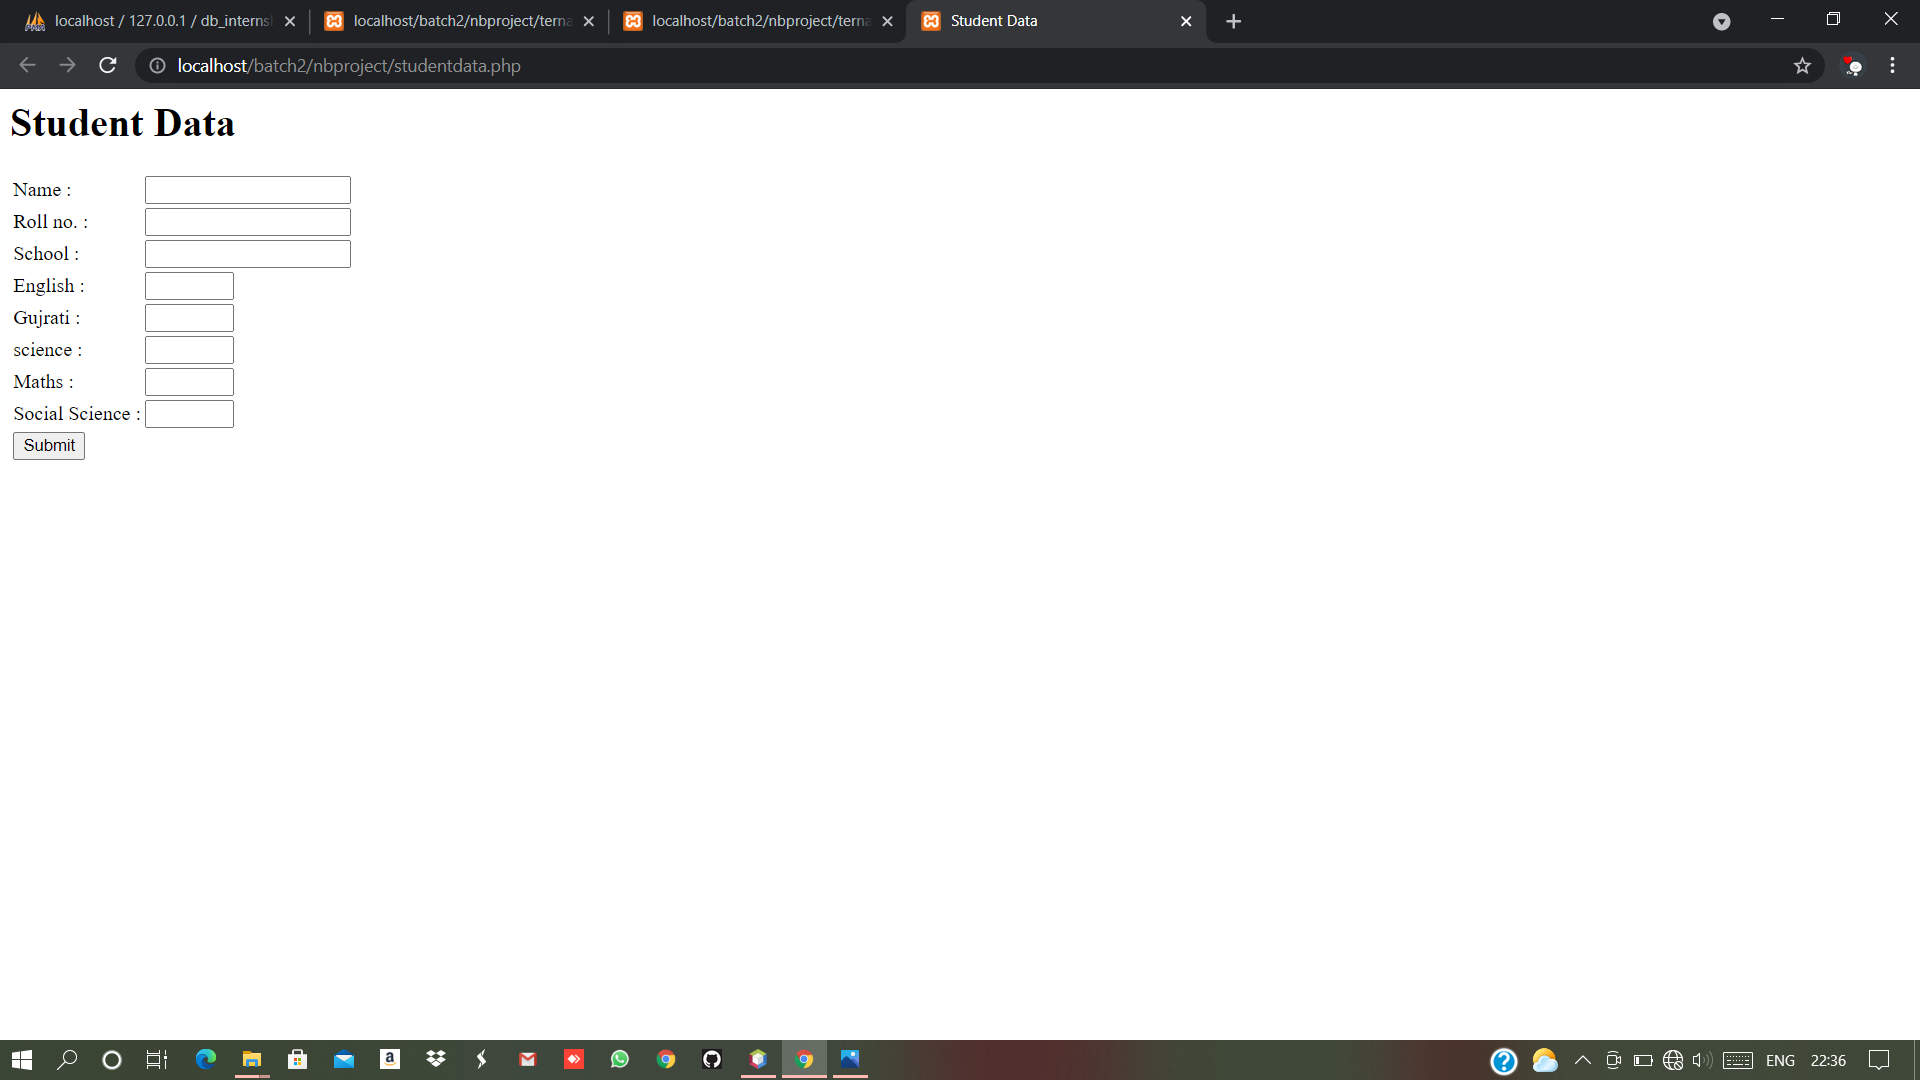 localhost / 127.0.0.1 / db_interns
localhost/batch2/nbproject/terna
localhost/batch2/nbproject/terna
Student Data
localhost/batch2/nbproject/studentdata.php
Student Data
Name :
Roll no. :
School :
English :
Gujrati :
science :
Maths :
Social Science :
Submit
ENG
22:36